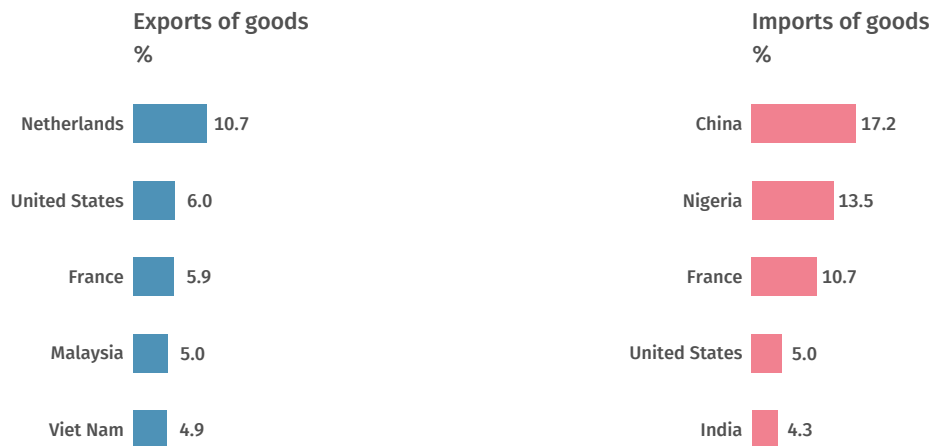 Exports of goods
%
Netherlands 10.7
United States 6.0
France 5.9
Malaysia 5.0
Viet Nam 4.9
Imports of goods
%
China 17.2
Nigeria 13.5
France 10.7
United States 5.0
India 4.3